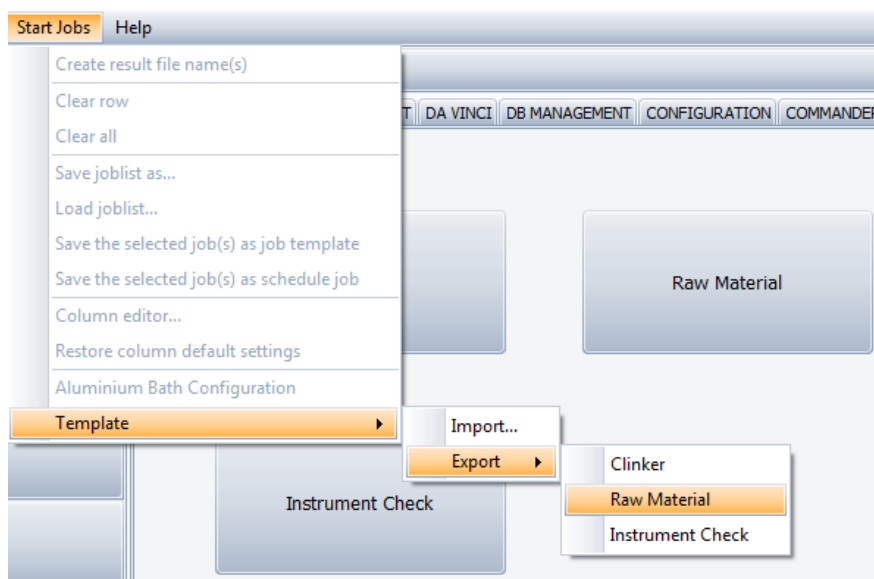 Start Jobs Help
Create result file name(s)
Clear row
Clear all
T DA VINCI DB MANAGEMENT CONFIGURATION COMMANDER
Save joblist as...
Load joblist...
Save the selected job(s) as job template
Save the selected job(s) as schedule job
Raw Material
Column editor...
Restore column default settings
Aluminium Bath Configuration
Template
Import...
Export
Clinker
Raw Material
Instrument Check
Instrument Check